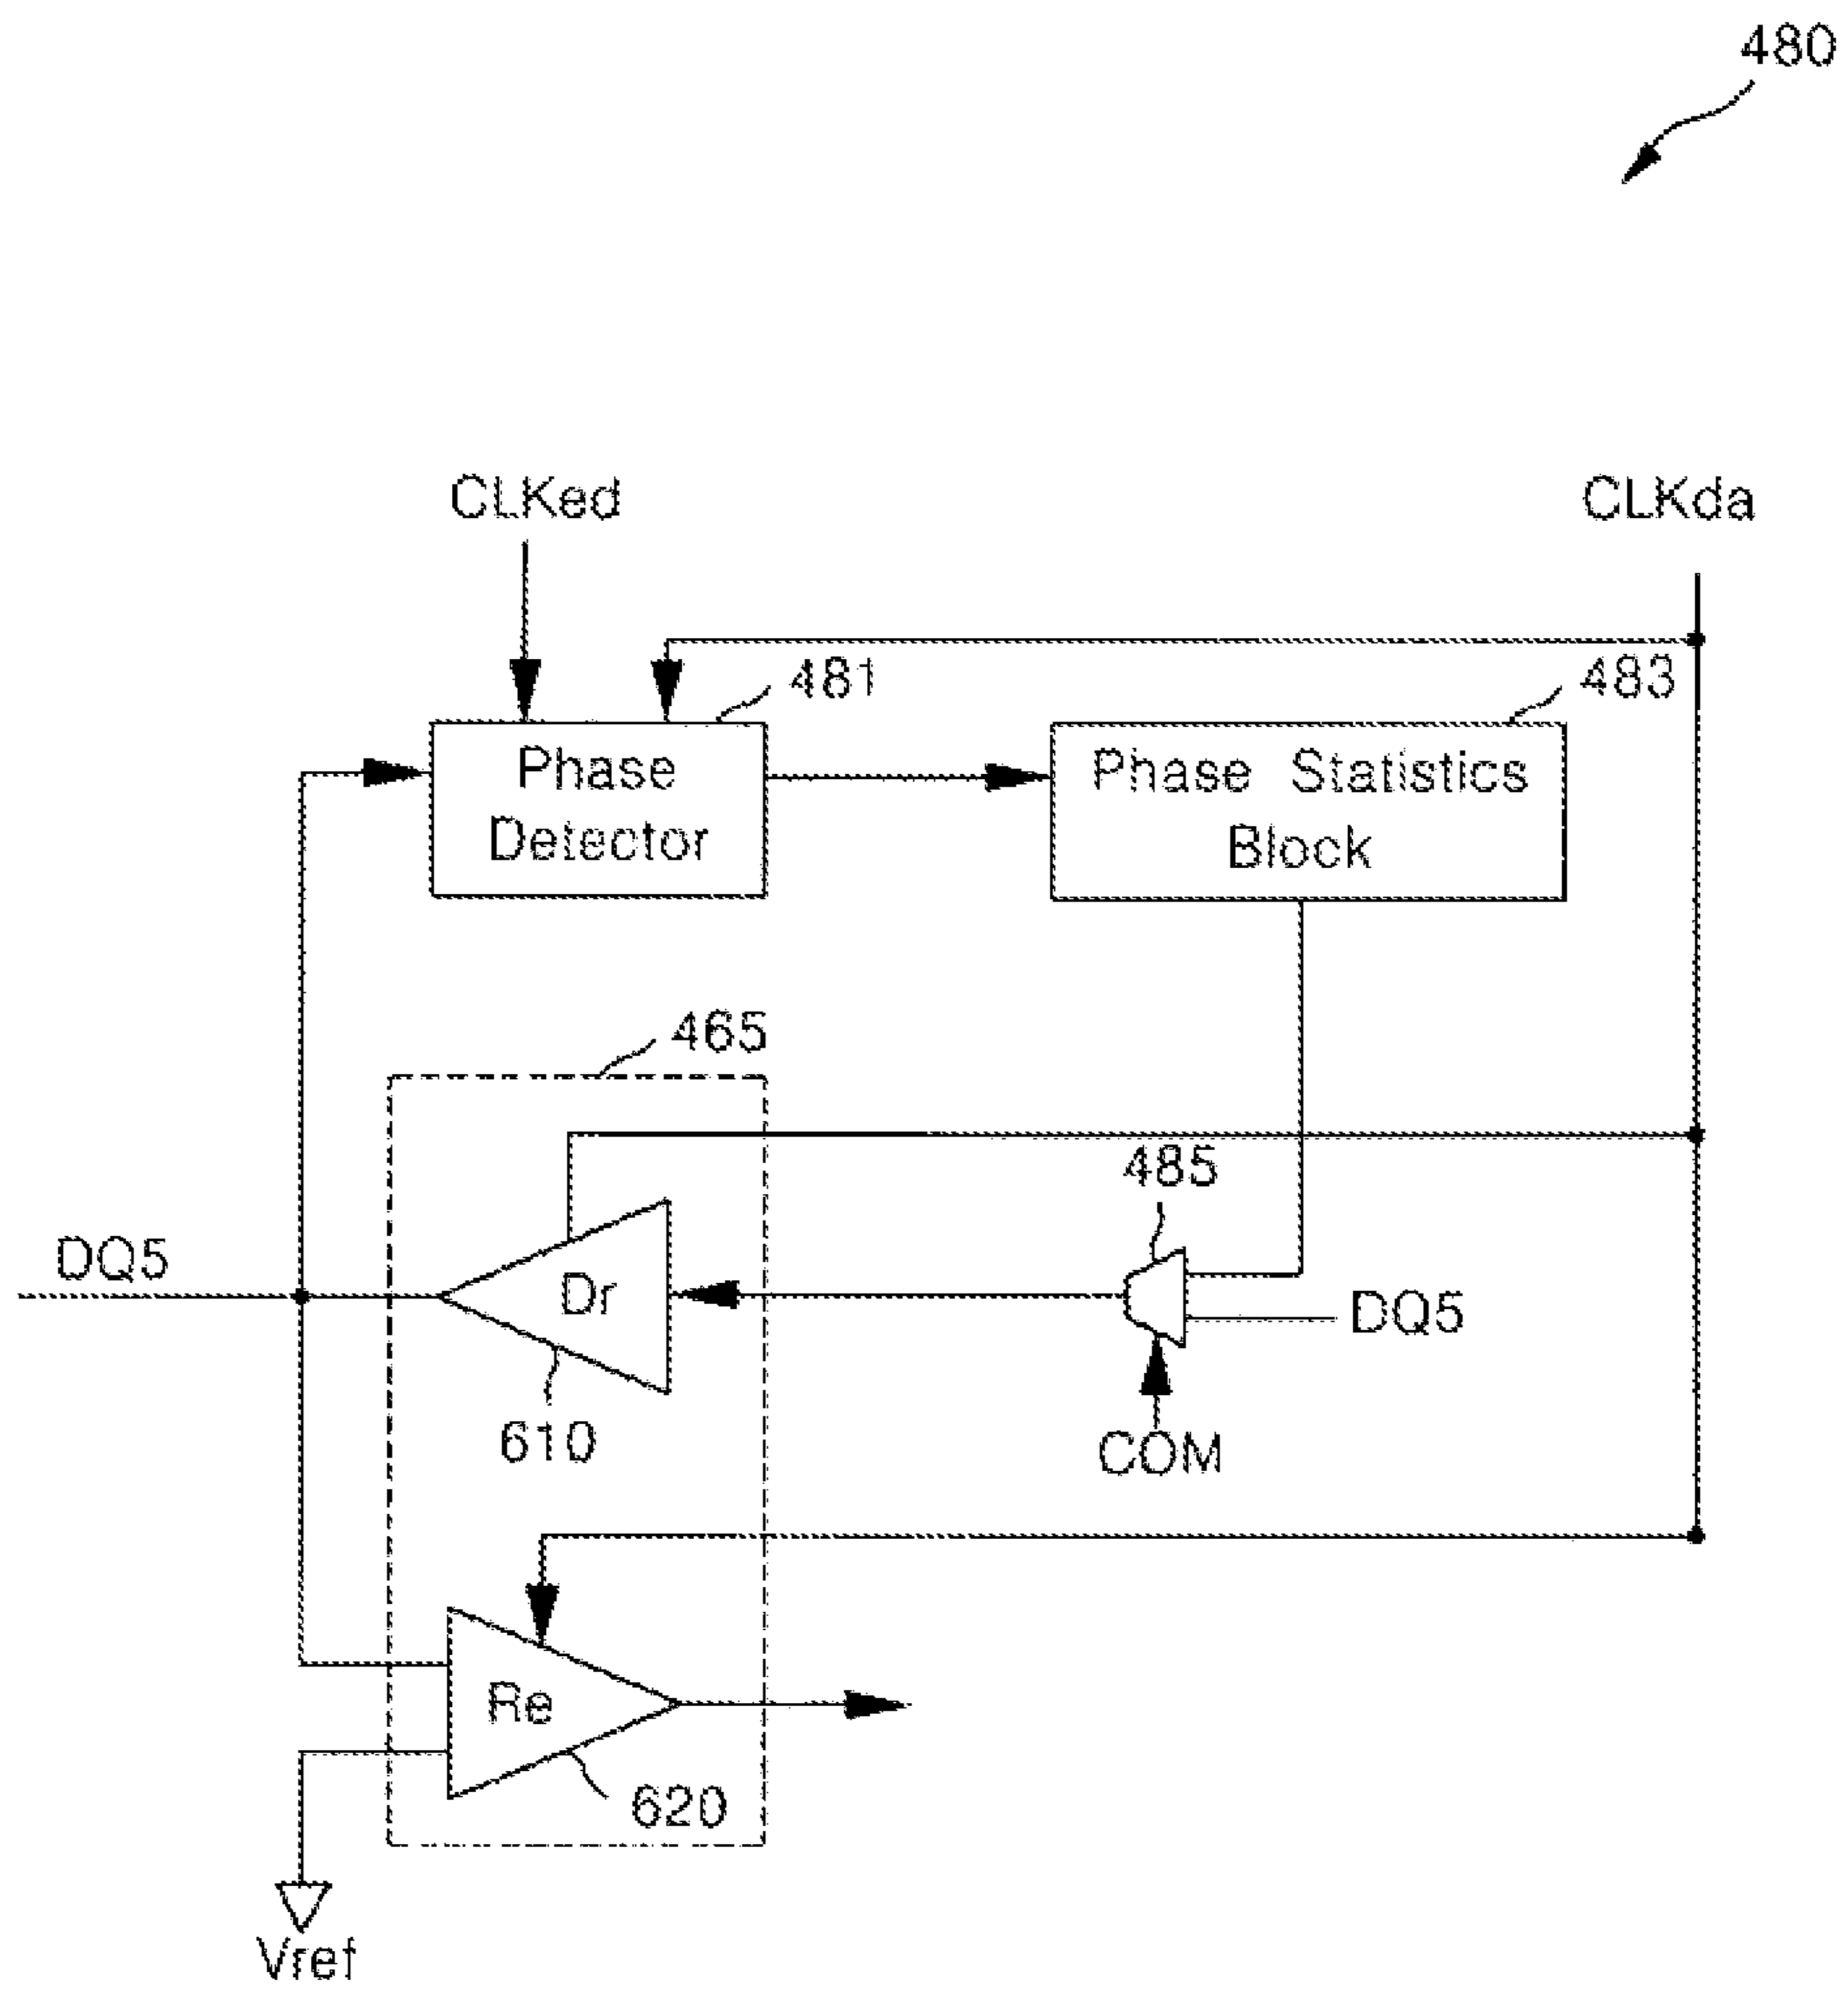 480
CLKed
CLKda
481
483
Phase
Detector
Phase Statistics
Block
465
485
DQ5
Dr
DQ5
610
COM
Re
620
Vref